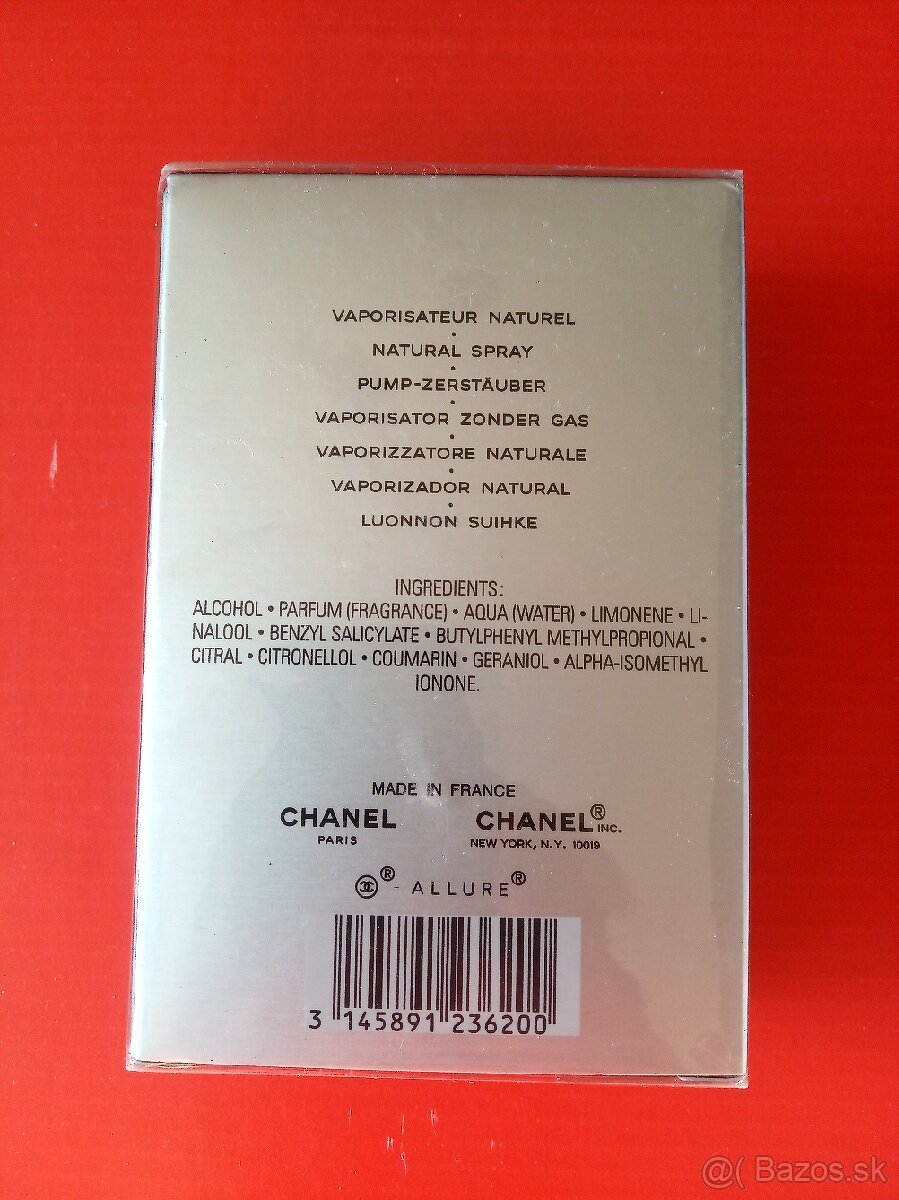 VAPORISATEUR NATUREL
•
NATURAL SPRAY
•
PUMP-ZERSTÄUBER
•
VAPORISATOR ZONDER GAS
•
VAPORIZZATORE NATURALE
•
VAPORIZADOR NATURAL
•
LUONNON SUIHKE
INGREDIENTS:
ALCOHOL • PARFUM (FRAGRANCE) • AQUA (WATER) • LIMONENE • LI-
NALOOL • BENZYL SALICYLATE • BUTYLPHENYL METHYLPROPIONAL •
CITRAL • CITRONELLOL • COUMARIN • GERANIOL • ALPHA-ISOMETHYL
IONONE.
MADE IN FRANCE
CHANEL CHANEL® INC.
PARIS NEW YORK, N.Y. 10019
® - ALLURE®
3 145891 236200
@( Bazos.sk